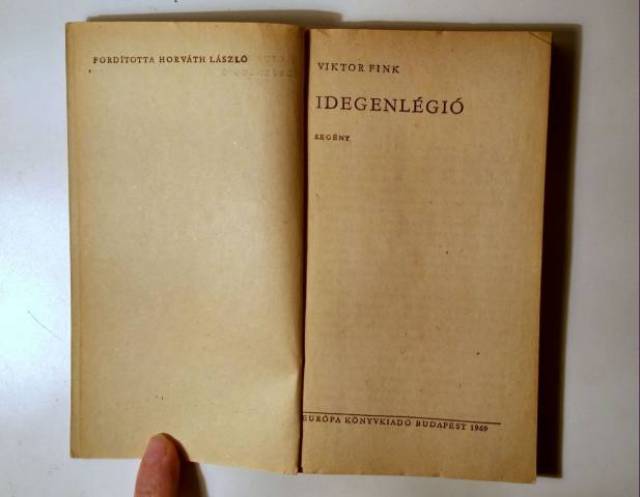 FORDÍTOTTA HORVÁTH LÁSZLÓ
VIKTOR FINK
IDEGENLÉGIÓ
REGÉNY
EURÓPA KÖNYVKIADÓ BUDAPEST 1969